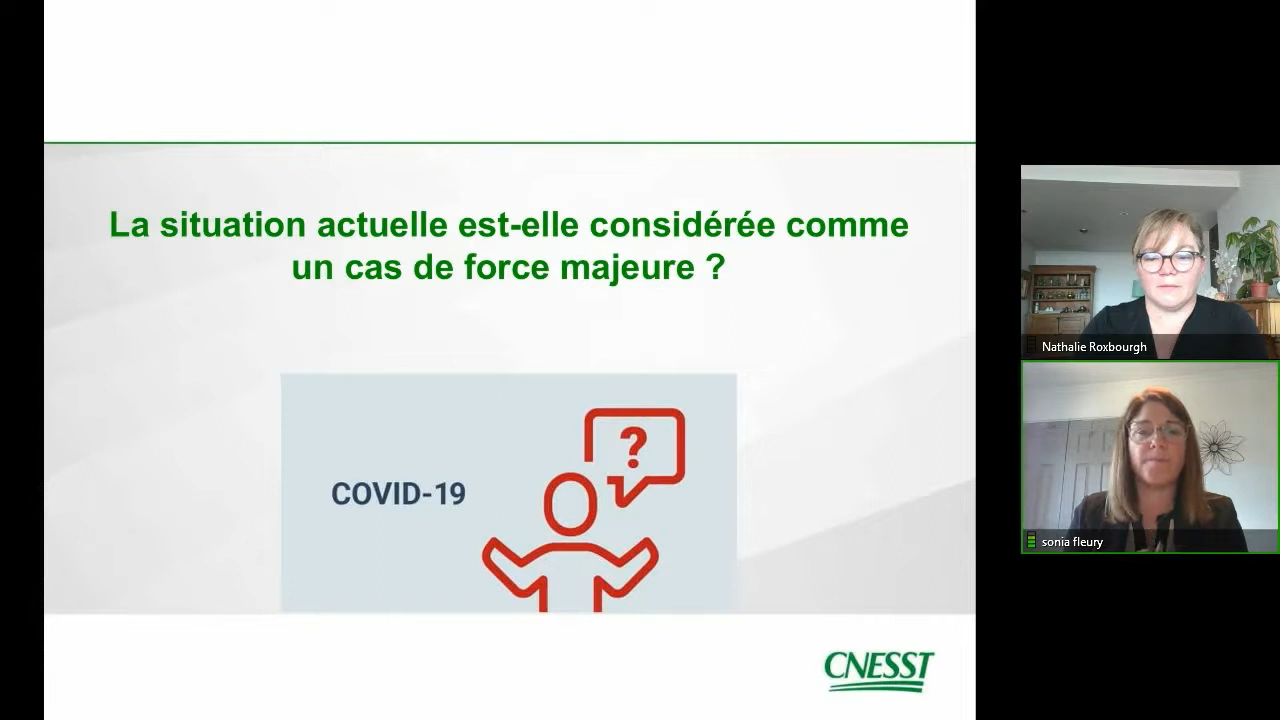 La situation actuelle est-elle considérée comme
un cas de force majeure ?
?
COVID-19
CNESST
Nathalie Roxbourgh
sonia fleury